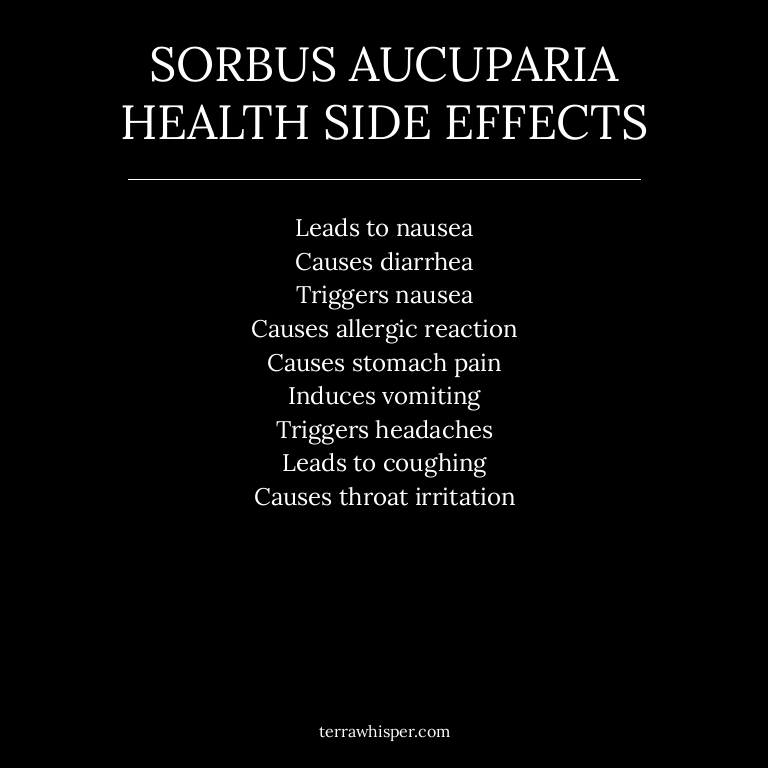 SORBUS AUCUPARIA
HEALTH SIDE EFFECTS
Leads to nausea
Causes diarrhea
Triggers nausea
Causes allergic reaction
Causes stomach pain
Induces vomiting
Triggers headaches
Leads to coughing
Causes throat irritation
terrawhisper.com